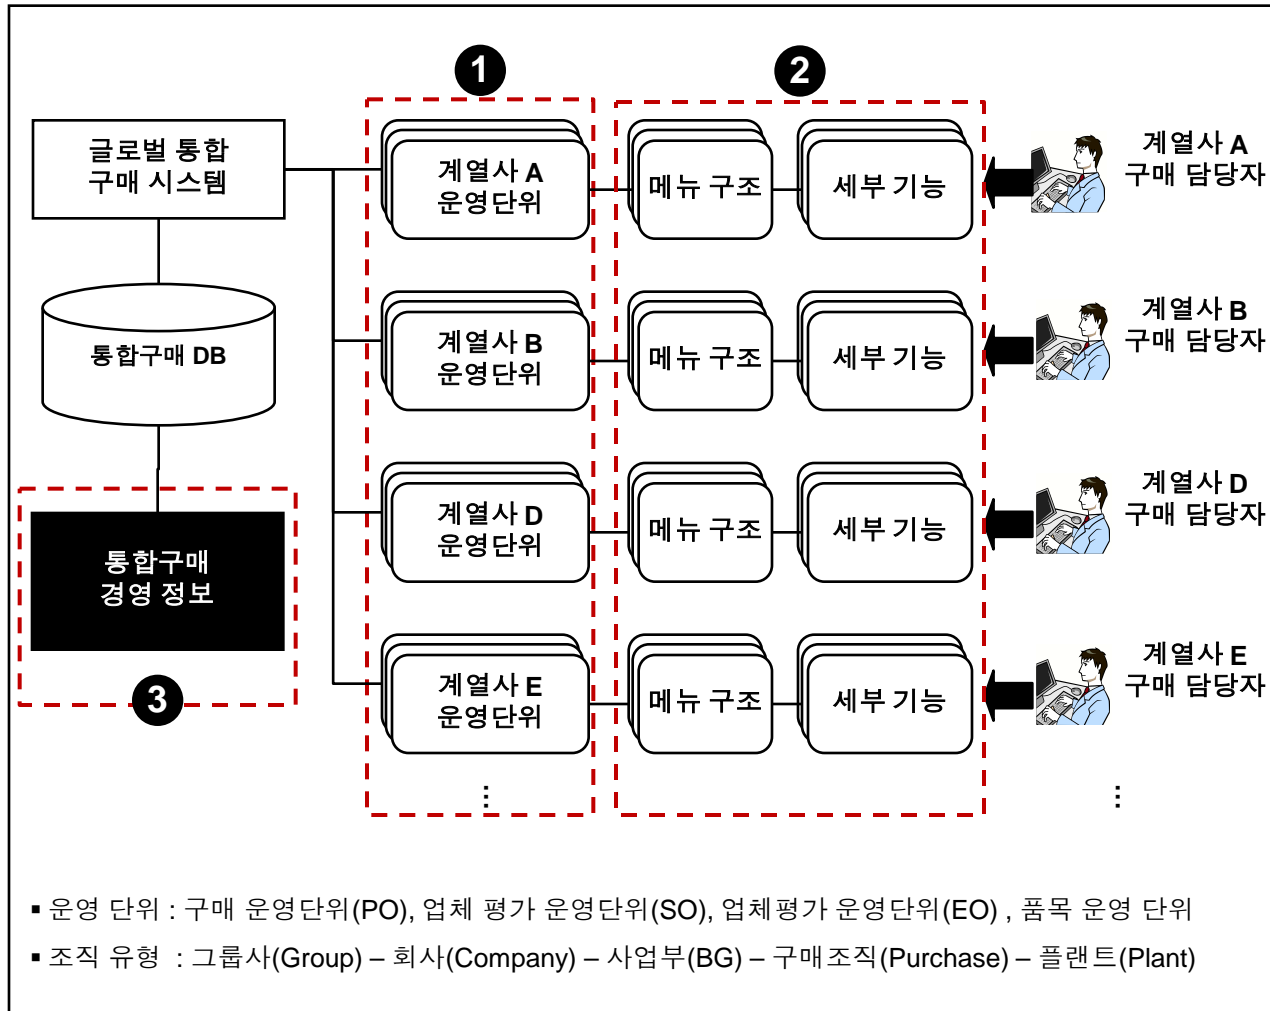 1
2
글로벌 통합
구매 시스템
계열사 A
운영단위
메뉴 구조
세부 기능
계열사 A
구매 담당자
통합구매 DB
계열사 B
운영단위
메뉴 구조
세부 기능
계열사 B
구매 담당자
계열사 D
운영단위
메뉴 구조
세부 기능
계열사 D
구매 담당자
통합구매
경영 정보
3
계열사 E
운영단위
메뉴 구조
세부 기능
계열사 E
구매 담당자
...
...
▪ 운영 단위 : 구매 운영단위(PO), 업체 평가 운영단위(SO), 업체평가 운영단위(EO) , 품목 운영 단위
▪ 조직 유형 : 그룹사(Group) – 회사(Company) – 사업부(BG) – 구매조직(Purchase) – 플랜트(Plant)